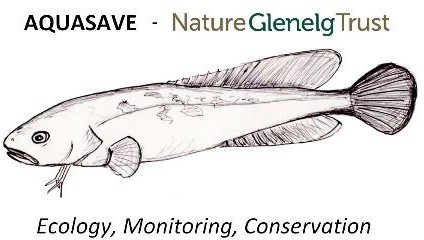 AQUASAVE - NatureGlenelgTrust
Ecology, Monitoring, Conservation